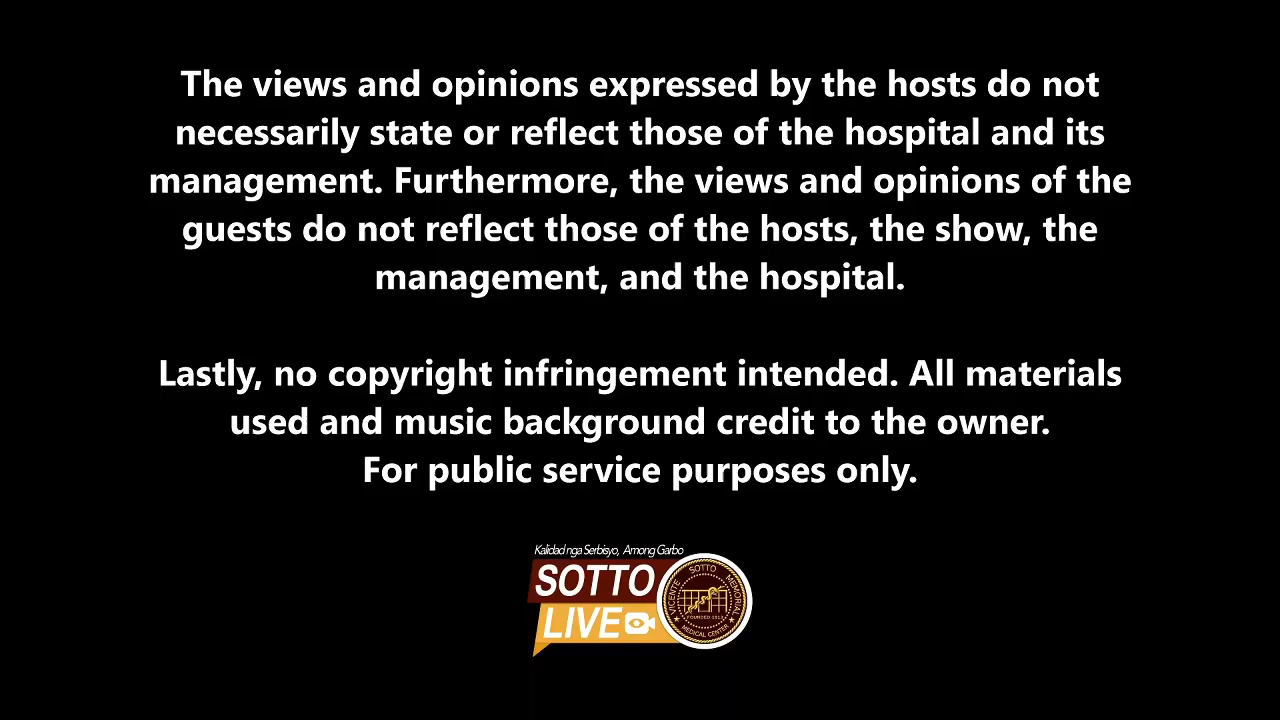 The views and opinions expressed by the hosts do not
necessarily state or reflect those of the hospital and its
management. Furthermore, the views and opinions of the
guests do not reflect those of the hosts, the show, the
management, and the hospital.
Lastly, no copyright infringement intended. All materials
used and music background credit to the owner.
For public service purposes only.
Kalidad nga Serbisyo, Among Garbo
SOTTO
LIVE
VICENTE SOTTO MEMORIAL
FOUNDED 1913
MEDICAL CENTER